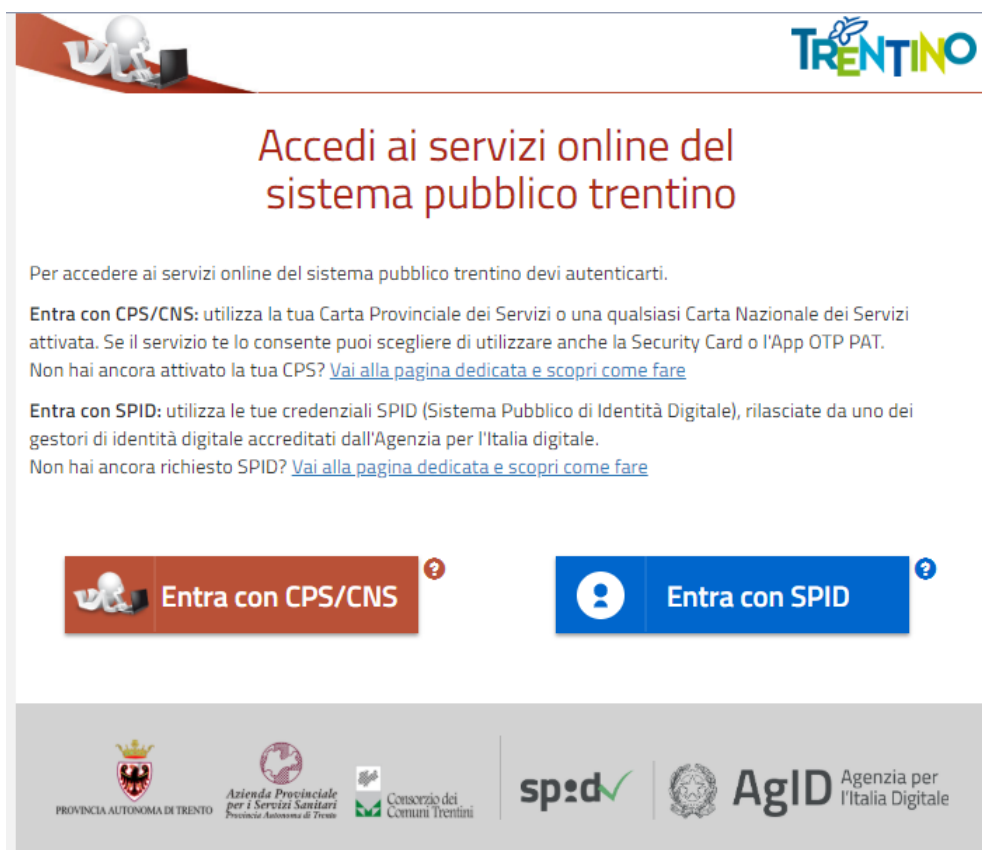 TRENTINO
Accedi ai servizi online del
sistema pubblico trentino
Per accedere ai servizi online del sistema pubblico trentino devi autenticarti.
Entra con CPS/CNS: utilizza la tua Carta Provinciale dei Servizi o una qualsiasi Carta Nazionale dei Servizi
attivata. Se il servizio te lo consente puoi scegliere di utilizzare anche la Security Card o l'App OTP PAT.
Non hai ancora attivato la tua CPS? Vai alla pagina dedicata e scopri come fare
Entra con SPID: utilizza le tue credenziali SPID (Sistema Pubblico di Identità Digitale), rilasciate da uno dei
gestori di identità digitale accreditati dall'Agenzia per l'Italia digitale.
Non hai ancora richiesto SPID? Vai alla pagina dedicata e scopri come fare
Entra con CPS/CNS
?
Entra con SPID
?
PROVINCIA AUTONOMA DI TRENTO
Azienda Provinciale
per i Servizi Sanitari
Provincia Autonoma di Trento
Consorzio dei
Comuni Trentini
spid
AgID
Agenzia per
l'Italia Digitale